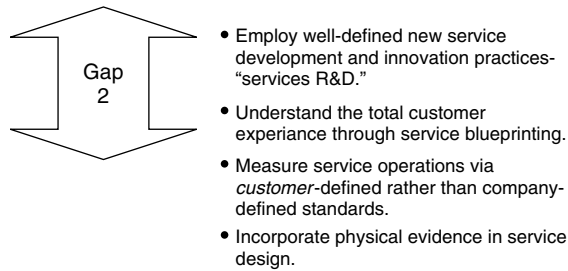 Gap
2
• Employ well-defined new service
development and innovation practices-
“services R&D.”
• Understand the total customer
experiance through service blueprinting.
• Measure service operations via
customer-defined rather than company-
defined standards.
• Incorporate physical evidence in service
design.